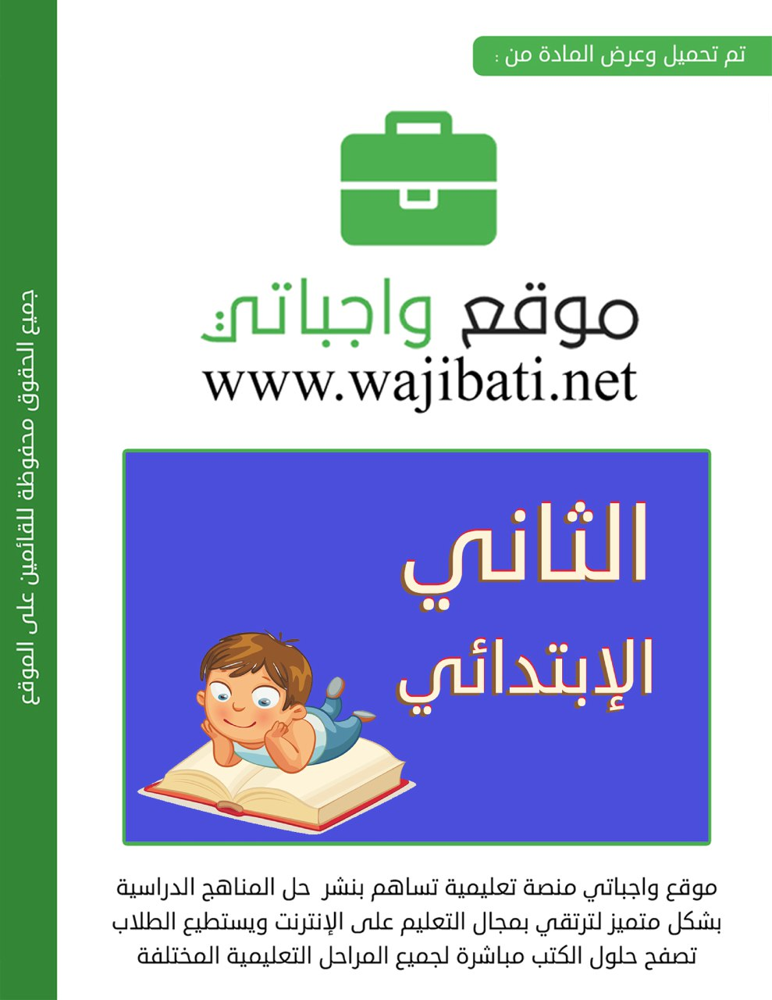 تم تحميل وعرض المادة من :
موقع واجباتي
www.wajibati.net
جميع الحقوق محفوظة للقائمين على الموقع
الثاني
الإبتدائي
موقع واجباتي منصة تعليمية تساهم بنشر حل المناهج الدراسية
بشكل متميز لترتقي بمجال التعليم على الإنترنت ويستطيع الطلاب
تصفح حلول الكتب مباشرة لجميع المراحل التعليمية المختلفة